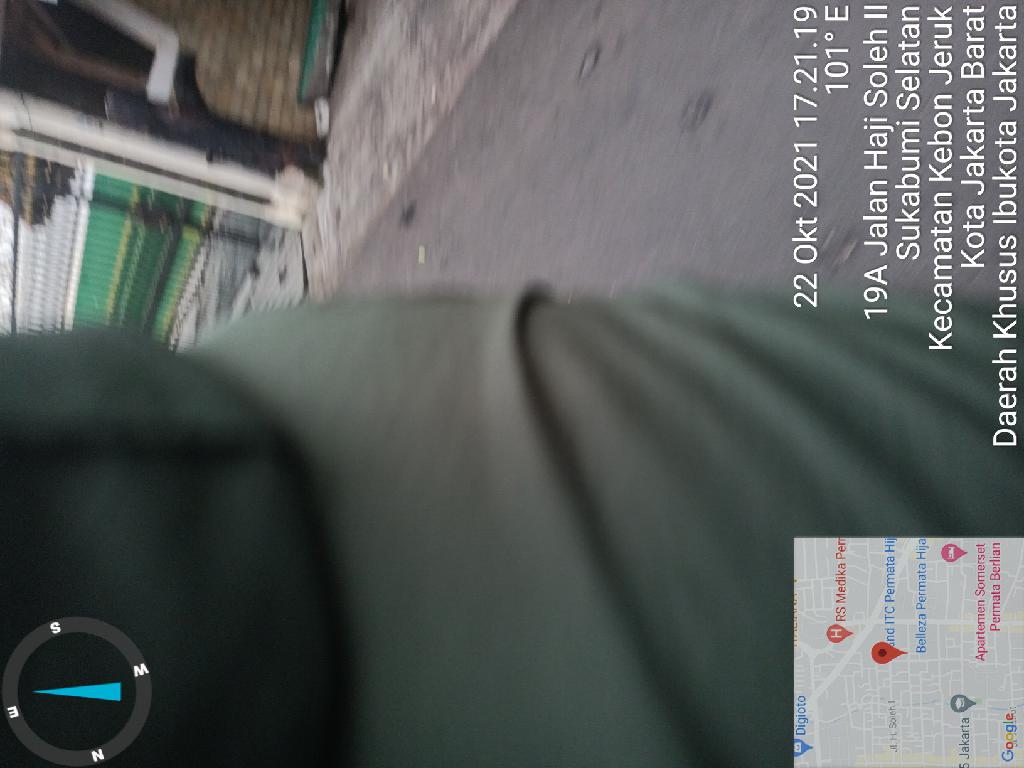 E
S
N
W
22 Okt 2021 17.21.19
101° E
19A Jalan Haji Soleh II
Sukabumi Selatan
Kecamatan Kebon Jeruk
Kota Jakarta Barat
Daerah Khusus Ibukota Jakarta
Digioto
RS Medika Perm
Jl. H. Soleh I
and ITC Permata Hij
Belleza Permata Hija
5 Jakarta
Apartemen Somerset
Permata Berlian
Google